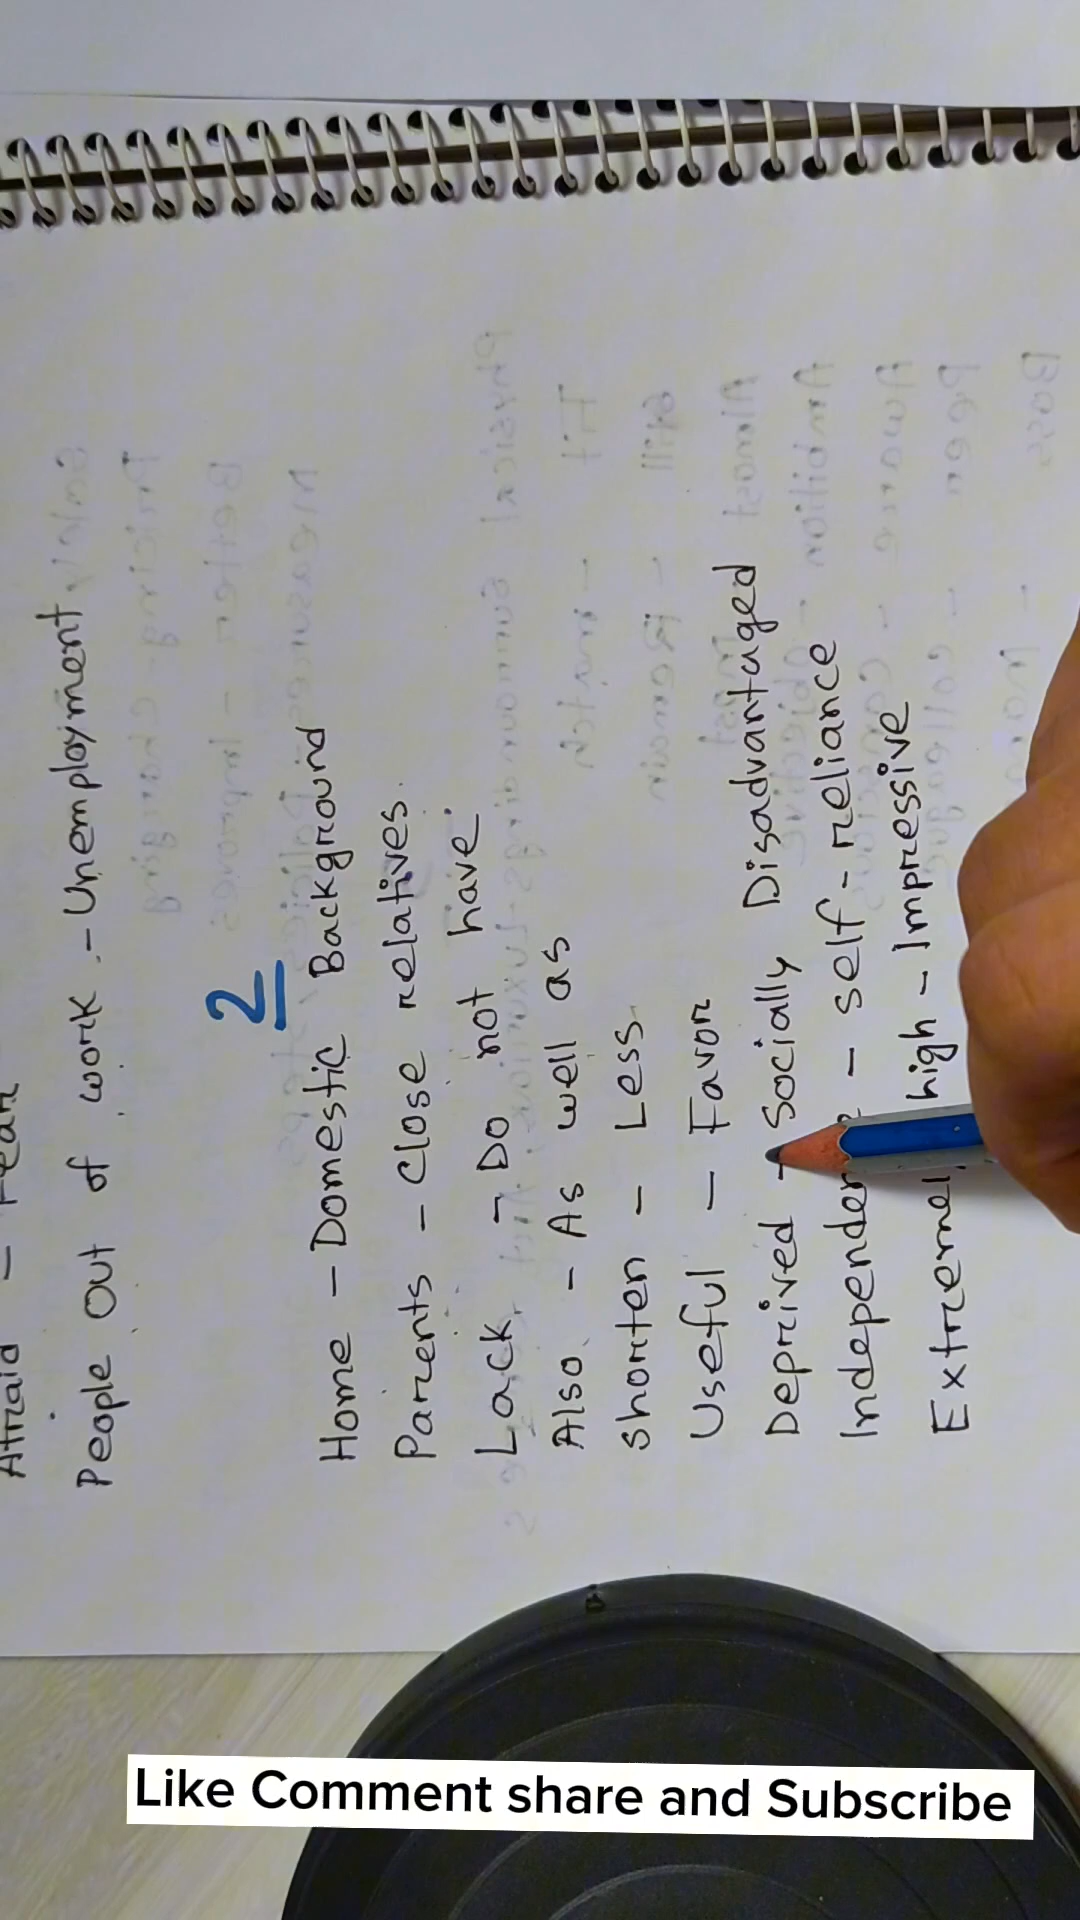 Afraid - Fear
People Out of work - Unemployment
2
Home - Domestic Background
Parents - Close relatives.
Lack - Do not have
Also - As well as
Shorten - Less
Useful - Favor
Deprived - Socially Disadvantaged
- self-reliance
high - Impressive
Like Comment share and Subscribe